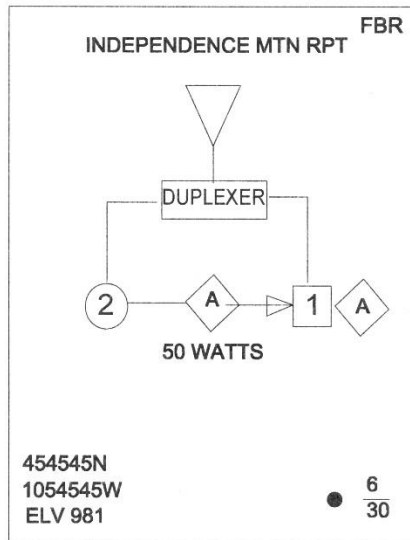 FBR
INDEPENDENCE MTN RPT
DUPLEXER
2
A
1
A
50 WATTS
454545N
1054545W
ELV 981
6
30